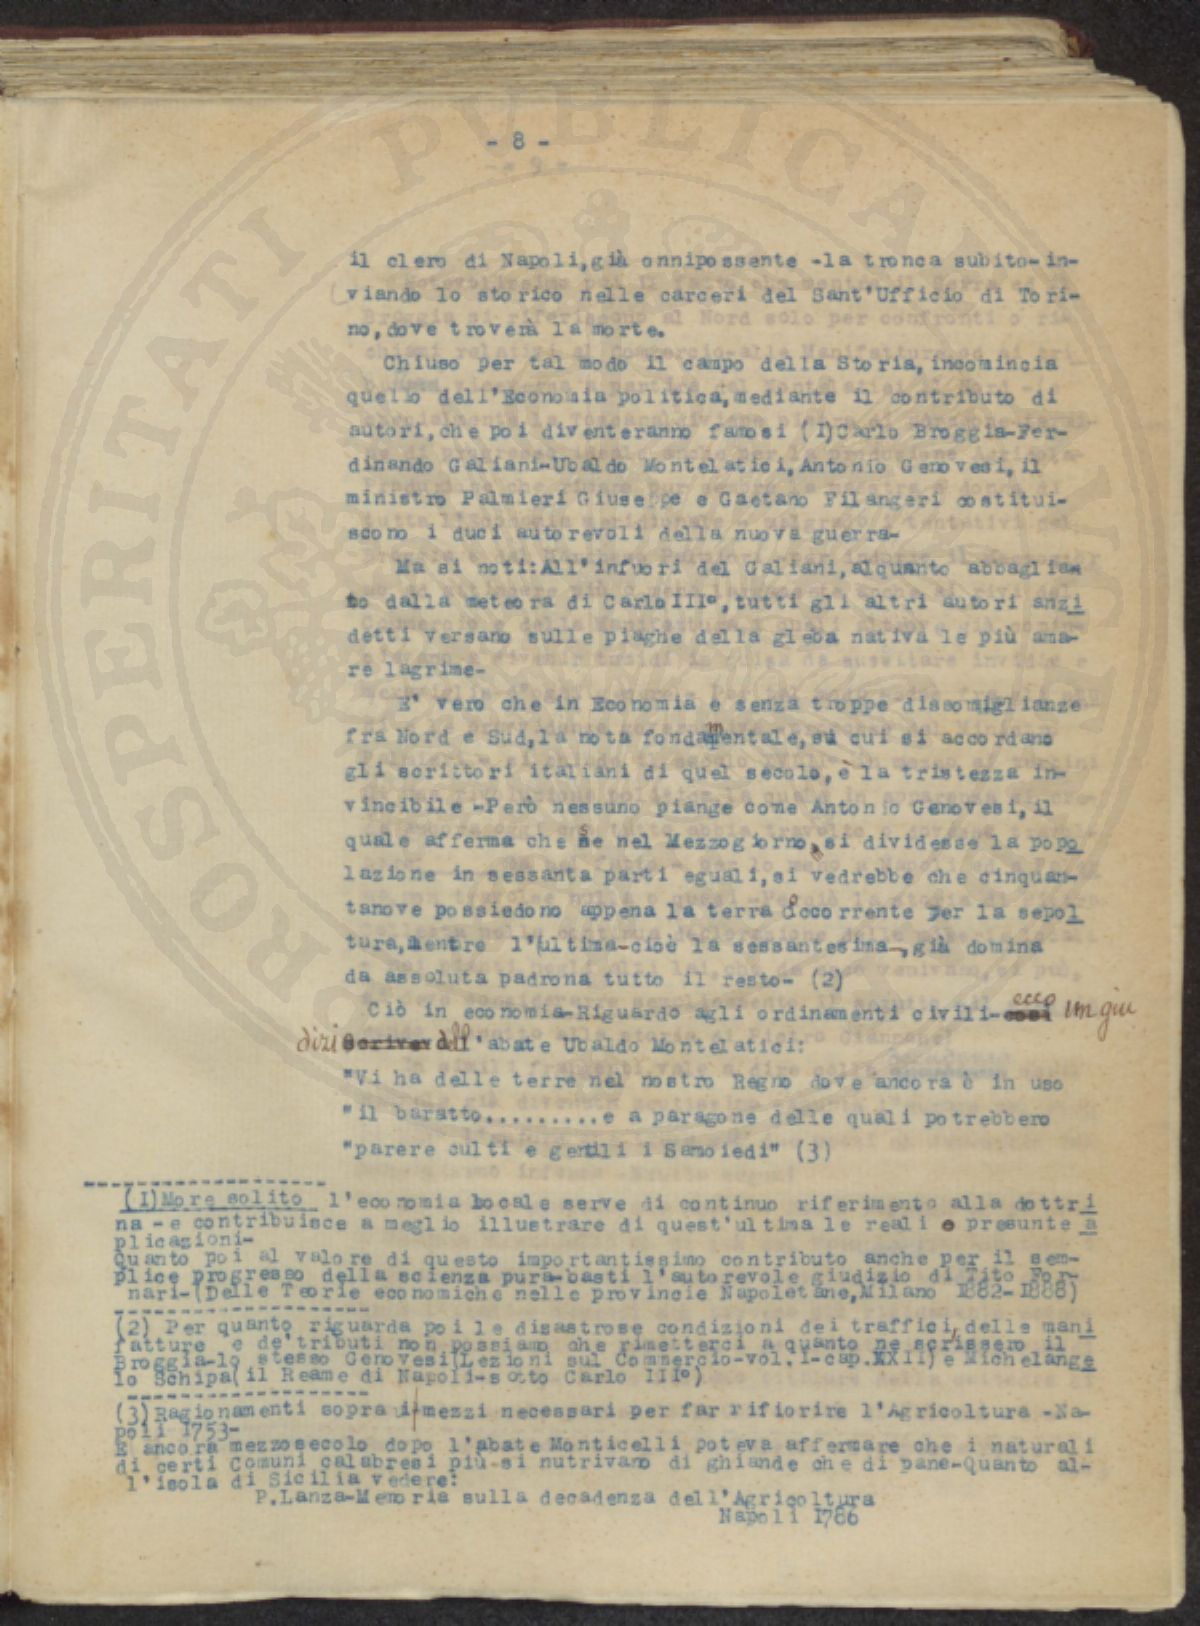 - 8 -
il clero di Napoli,già onnipossente -la tronca subito-in-
viando lo storico nelle carceri del Sant'Ufficio di Tori-
no,dove troverà la morte.
Chiuso per tal modo il campo della Storia,incomincia
quello dell'Economia politica,mediante il contributo di
autori,che poi diventeranno famosi (I)Carlo Broggia-Fer-
dinando Galiani-Ubaldo Montelatici,Antonio Genovesi,il
ministro Palmieri Giuseppe e Gaetano Filangeri costitui-
scono i duci autorevoli della nuova guerra-
Ma si noti:All'infuori del Galiani,alquanto abbaglia-
to dalla meteora di Carlo III°,tutti gli altri autori anzi
detti versano sulle piaghe della gleba nativa le più ama-
re lagrime-
E' vero che in Economia e senza troppe dissomiglianze
fra Nord e Sud,la nota fondamentale,su cui si accordano
gli scrittori italiani di quel secolo,è la tristezza in-
vincibile -Però nessuno piange come Antonio Genovesi,il
quale afferma che se nel Mezzogiorno,si dividesse la popo
lazione in sessanta parti eguali,si vedrebbe che cinquan-
tanove possiedono appena la terra occorrente per la sepol
tura,mentre l'ultima-cioè la sessantesima-,già domina
da assoluta padrona tutto il resto- (2)
Ciò in economia-Riguardo agli ordinamenti civili-così ecco un giu
dizi Scrivev dell'abate Ubaldo Montelatici:
"Vi ha delle terre nel nostro Regno dove ancora è in uso
"il baratto..........e a paragone delle quali potrebbero
"parere culti e gentili i Samoiedi" (3)
(I)More solito l'economia locale serve di continuo riferimento alla dottri
na -e contribuisce a meglio illustrare di quest'ultima le reali e presunte a
plicazioni-
Quanto poi al valore di questo importantissimo contributo anche per il sem-
plice progresso della scienza pura-basti l'autorevole giudizio di Tito For-
nari-(Delle Teorie economiche nelle provincie Napoletane,Milano 1882-1888)
(2) Per quanto riguarda poi le disastrose condizioni dei traffici,delle mani
fatture e de'tributi non possiamo che rimetterci a quanto ne scrissero il
Broggia-lo stesso Genovesi(Lezioni sul Commercio-vol.I-cap.XXII) e Michelange
lo Schipa(il Reame di Napoli-sotto Carlo III°)
(3)Ragionamenti sopra i mezzi necessari per far rifiorire l'Agricoltura -Na-
poli 1753-
E ancora mezzosecolo dopo l'abate Monticelli poteva affermare che i naturali
di certi Comuni calabresi più si nutrivano di ghiande che di pane-Quanto al-
l'isola di Sicilia vedere:
P.Lanza-Memoria sulla decadenza dell'Agricoltura
Napoli 1786
PROSPERITATI PUBLICAE